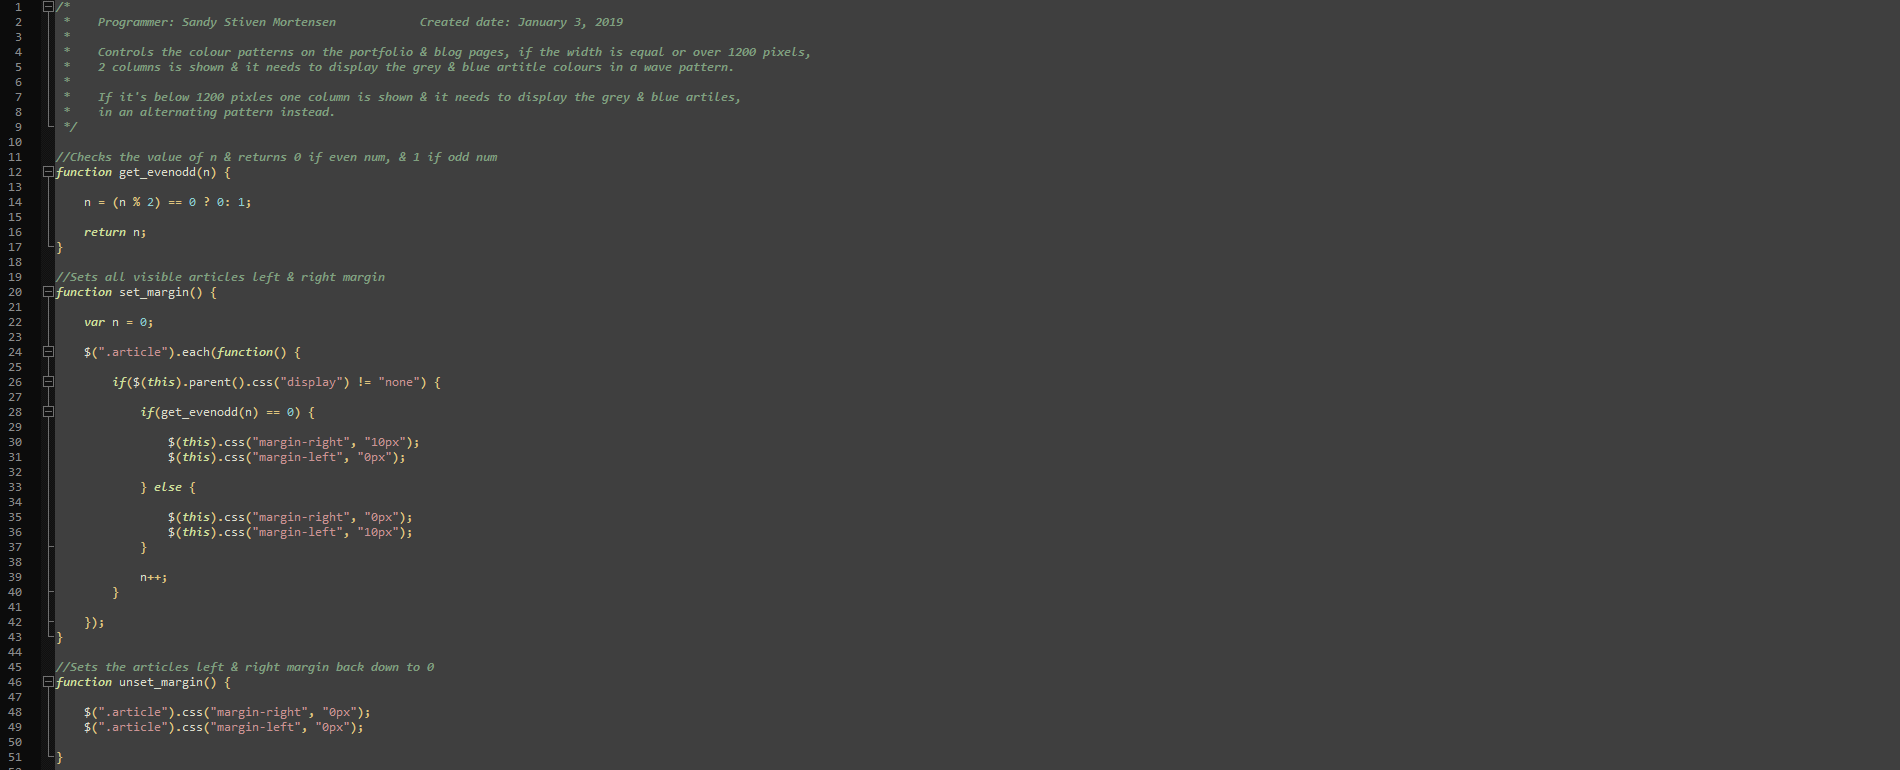 1 /*
2 *    Programmer: Sandy Stiven Mortensen            Created date: January 3, 2019
3 *
4 *    Controls the colour patterns on the portfolio & blog pages, if the width is equal or over 1200 pixels,
5 *    2 columns is shown & it needs to display the grey & blue artitle colours in a wave pattern.
6 *
7 *    If it's below 1200 pixles one column is shown & it needs to display the grey & blue artiles,
8 *    in an alternating pattern instead.
9 */
10
11 //Checks the value of n & returns 0 if even num, & 1 if odd num
12 function get_evenodd(n) {
13
14     n = (n % 2) == 0 ? 0: 1;
15
16     return n;
17 }
18
19 //Sets all visible articles left & right margin
20 function set_margin() {
21
22     var n = 0;
23
24     $(".article").each(function() {
25
26         if($(this).parent().css("display") != "none") {
27
28             if(get_evenodd(n) == 0) {
29
30                 $(this).css("margin-right", "10px");
31                 $(this).css("margin-left", "0px");
32
33             } else {
34
35                 $(this).css("margin-right", "0px");
36                 $(this).css("margin-left", "10px");
37             }
38
39             n++;
40         }
41
42     });
43 }
44
45 //Sets the articles left & right margin back down to 0
46 function unset_margin() {
47
48     $(".article").css("margin-right", "0px");
49     $(".article").css("margin-left", "0px");
50
51 }